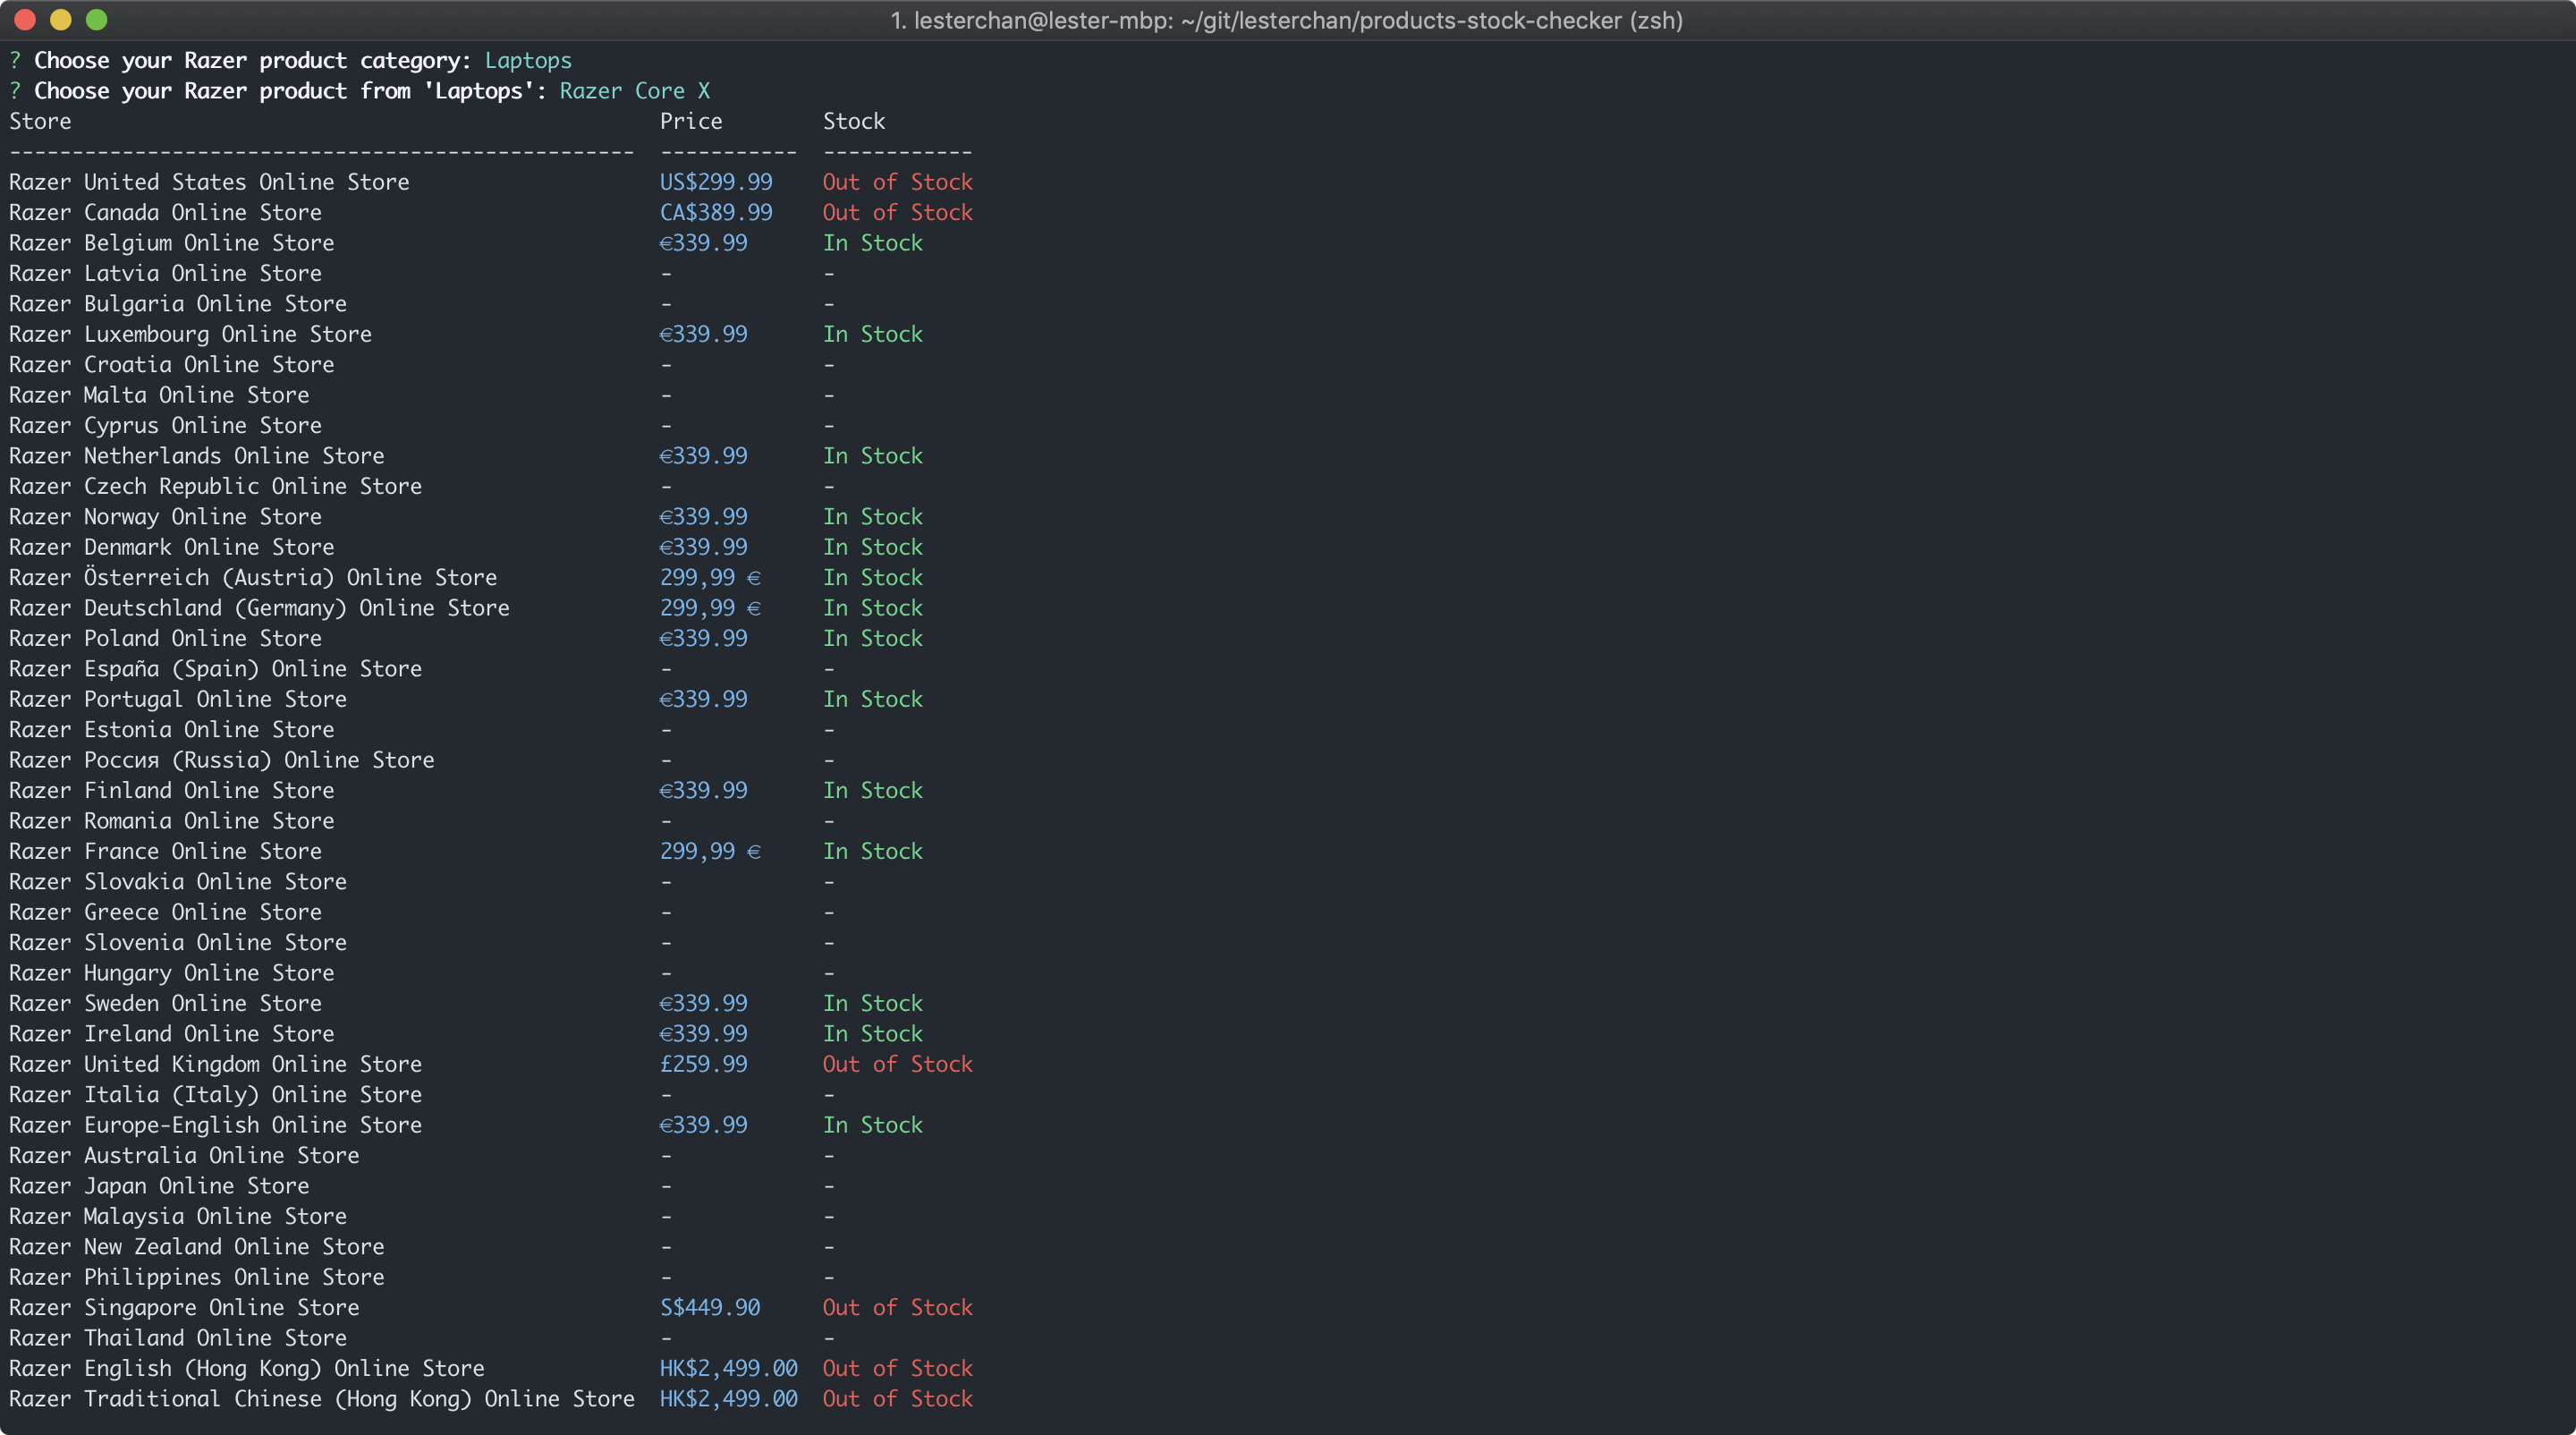 1. lesterchan@lester-mbp: ~/git/lesterchan/products-stock-checker (zsh)
? Choose your Razer product category: Laptops
? Choose your Razer product from 'Laptops': Razer Core X
Store Price Stock
-------------------------------------------------- ----------- ------------
Razer United States Online Store US$299.99 Out of Stock
Razer Canada Online Store CA$389.99 Out of Stock
Razer Belgium Online Store €339.99 In Stock
Razer Latvia Online Store - -
Razer Bulgaria Online Store - -
Razer Luxembourg Online Store €339.99 In Stock
Razer Croatia Online Store - -
Razer Malta Online Store - -
Razer Cyprus Online Store - -
Razer Netherlands Online Store €339.99 In Stock
Razer Czech Republic Online Store - -
Razer Norway Online Store €339.99 In Stock
Razer Denmark Online Store €339.99 In Stock
Razer Österreich (Austria) Online Store 299,99 € In Stock
Razer Deutschland (Germany) Online Store 299,99 € In Stock
Razer Poland Online Store €339.99 In Stock
Razer España (Spain) Online Store - -
Razer Portugal Online Store €339.99 In Stock
Razer Estonia Online Store - -
Razer Россия (Russia) Online Store - -
Razer Finland Online Store €339.99 In Stock
Razer Romania Online Store - -
Razer France Online Store 299,99 € In Stock
Razer Slovakia Online Store - -
Razer Greece Online Store - -
Razer Slovenia Online Store - -
Razer Hungary Online Store - -
Razer Sweden Online Store €339.99 In Stock
Razer Ireland Online Store €339.99 In Stock
Razer United Kingdom Online Store £259.99 Out of Stock
Razer Italia (Italy) Online Store - -
Razer Europe-English Online Store €339.99 In Stock
Razer Australia Online Store - -
Razer Japan Online Store - -
Razer Malaysia Online Store - -
Razer New Zealand Online Store - -
Razer Philippines Online Store - -
Razer Singapore Online Store S$449.90 Out of Stock
Razer Thailand Online Store - -
Razer English (Hong Kong) Online Store HK$2,499.00 Out of Stock
Razer Traditional Chinese (Hong Kong) Online Store HK$2,499.00 Out of Stock